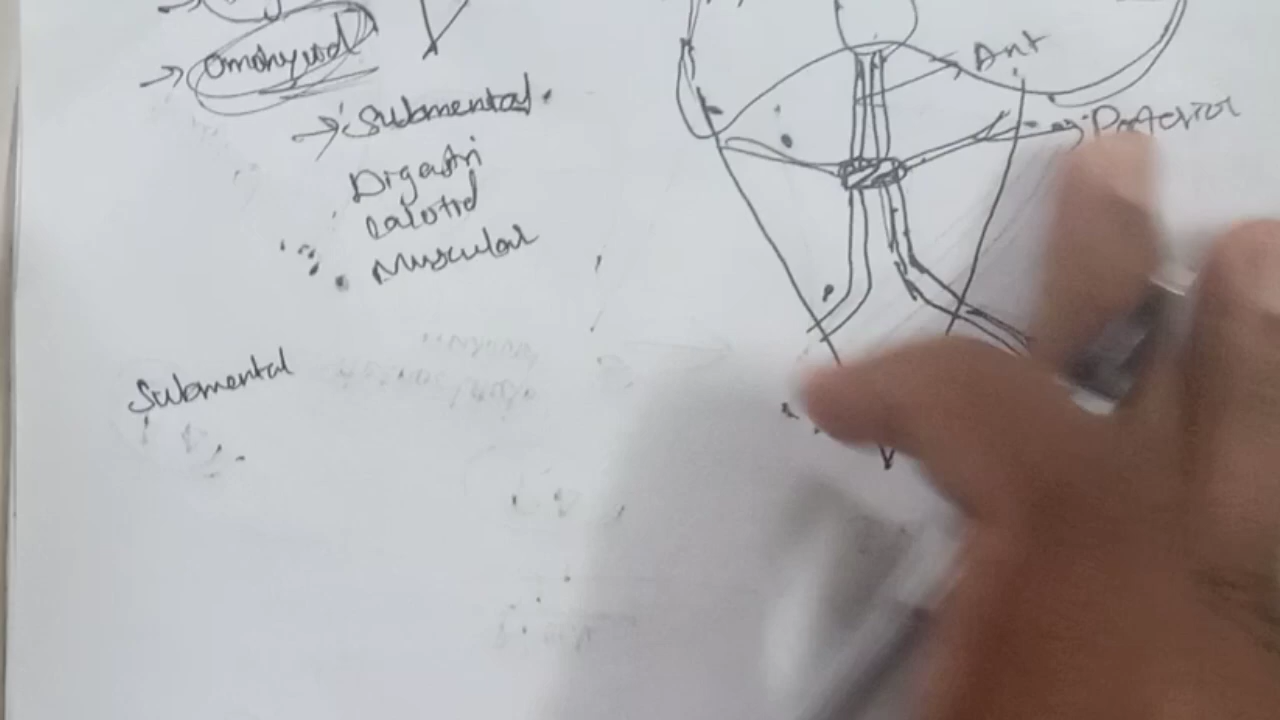 → Omohyoid
→ Submental.
Digastri
Carotid
Muscular
Submental
→ Ant
→ Posterior